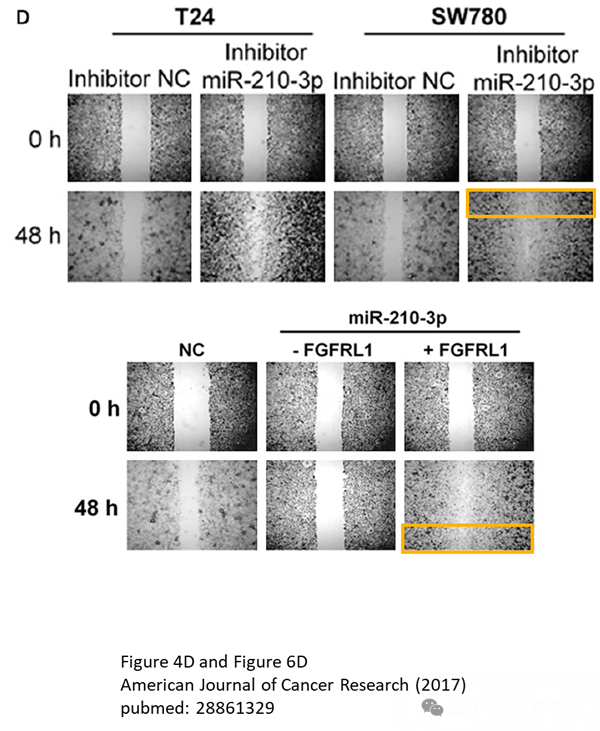 D
T24 SW780
Inhibitor NC Inhibitor miR-210-3p Inhibitor NC Inhibitor miR-210-3p
0 h
48 h
miR-210-3p
NC - FGFRL1 + FGFRL1
0 h
48 h
Figure 4D and Figure 6D
American Journal of Cancer Research (2017)
pubmed: 28861329